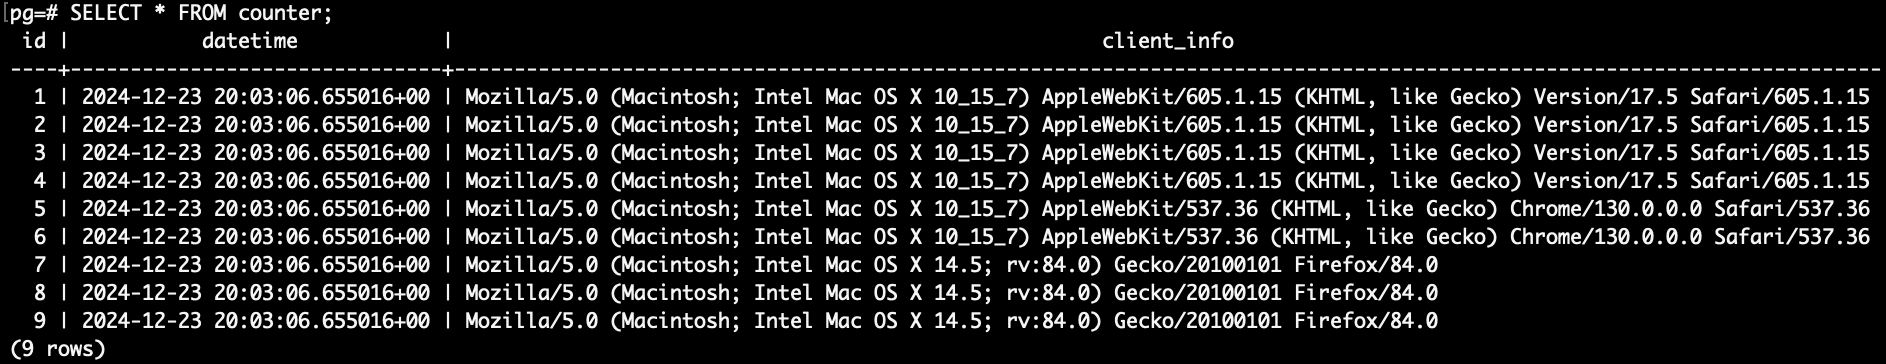 pg=# SELECT * FROM counter;
 id |           datetime            |                                                      client_info
----+-------------------------------+-----------------------------------------------------------------------------------------------------------------------
  1 | 2024-12-23 20:03:06.655016+00 | Mozilla/5.0 (Macintosh; Intel Mac OS X 10_15_7) AppleWebKit/605.1.15 (KHTML, like Gecko) Version/17.5 Safari/605.1.15
  2 | 2024-12-23 20:03:06.655016+00 | Mozilla/5.0 (Macintosh; Intel Mac OS X 10_15_7) AppleWebKit/605.1.15 (KHTML, like Gecko) Version/17.5 Safari/605.1.15
  3 | 2024-12-23 20:03:06.655016+00 | Mozilla/5.0 (Macintosh; Intel Mac OS X 10_15_7) AppleWebKit/605.1.15 (KHTML, like Gecko) Version/17.5 Safari/605.1.15
  4 | 2024-12-23 20:03:06.655016+00 | Mozilla/5.0 (Macintosh; Intel Mac OS X 10_15_7) AppleWebKit/605.1.15 (KHTML, like Gecko) Version/17.5 Safari/605.1.15
  5 | 2024-12-23 20:03:06.655016+00 | Mozilla/5.0 (Macintosh; Intel Mac OS X 10_15_7) AppleWebKit/537.36 (KHTML, like Gecko) Chrome/130.0.0.0 Safari/537.36
  6 | 2024-12-23 20:03:06.655016+00 | Mozilla/5.0 (Macintosh; Intel Mac OS X 10_15_7) AppleWebKit/537.36 (KHTML, like Gecko) Chrome/130.0.0.0 Safari/537.36
  7 | 2024-12-23 20:03:06.655016+00 | Mozilla/5.0 (Macintosh; Intel Mac OS X 14.5; rv:84.0) Gecko/20100101 Firefox/84.0
  8 | 2024-12-23 20:03:06.655016+00 | Mozilla/5.0 (Macintosh; Intel Mac OS X 14.5; rv:84.0) Gecko/20100101 Firefox/84.0
  9 | 2024-12-23 20:03:06.655016+00 | Mozilla/5.0 (Macintosh; Intel Mac OS X 14.5; rv:84.0) Gecko/20100101 Firefox/84.0
(9 rows)